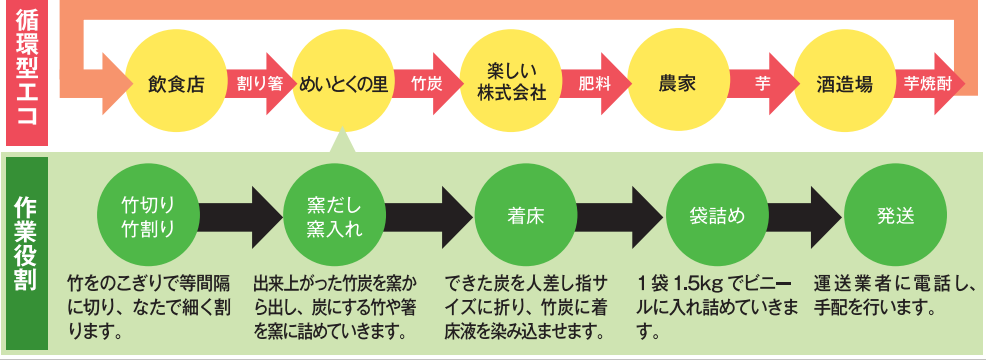 循環型エコ
飲食店
割り箸
めいとくの里
竹炭
楽しい
株式会社
肥料
農家
芋
酒造場
芋焼酎
作業役割
竹切り
竹割り
窯だし
窯入れ
着床
袋詰め
発送
竹をのこぎりで等間隔
に切り、なたで細く割
ります。
出来上がった竹炭を窯か
ら出し、炭にする竹や箸
を窯に詰めていきます。
できた炭を人差し指サ
イズに折り、竹炭に着
床液を染み込ませます。
1袋1.5kgでビニー
ルに入れ詰めていきま
す。
運送業者に電話し、
手配を行います。